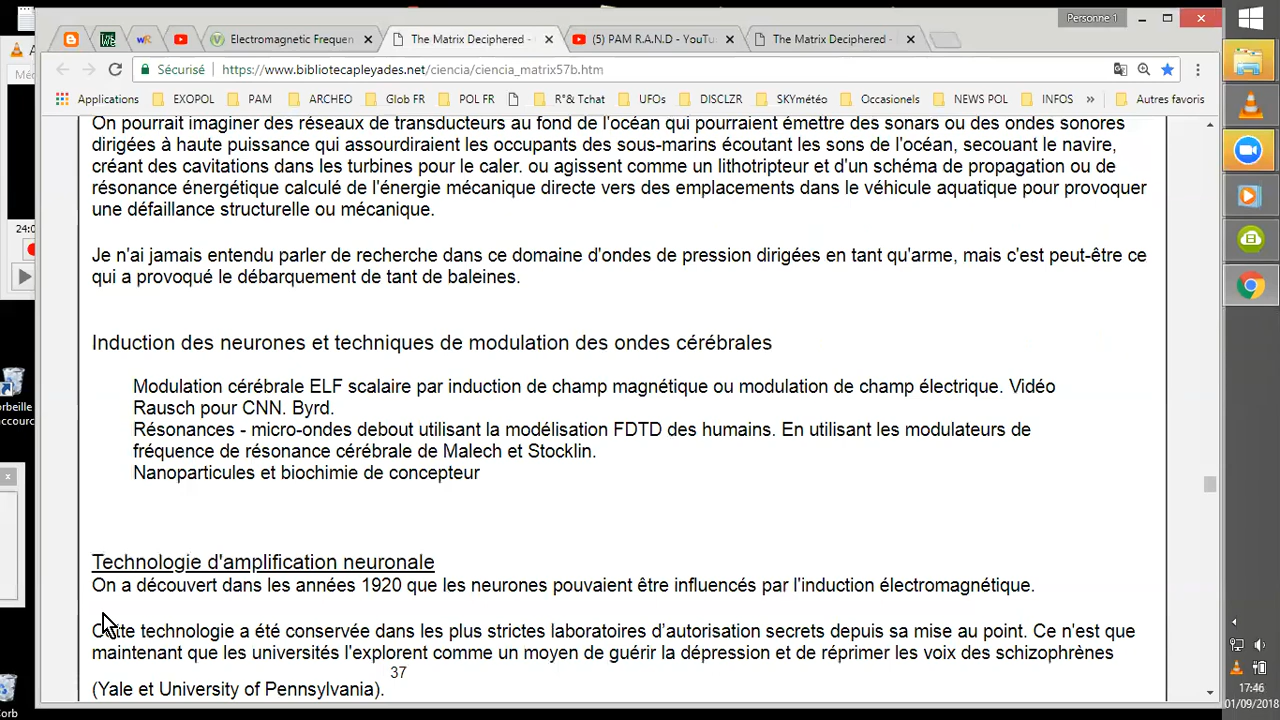 Personne 1
Electromagnetic Frequen
The Matrix Deciphered -
(5) PAM R.A.N.D - YouTu
The Matrix Deciphered -
Sécurisé
https://www.bibliotecapleyades.net/ciencia/ciencia_matrix57b.htm
Applications EXOPOL PAM ARCHEO Glob FR POL FR R°& Tchat UFOs DISCLZR SKYmétéo Occasionels NEWS POL INFOS » Autres favoris
On pourrait imaginer des réseaux de transducteurs au fond de l'océan qui pourraient émettre des sonars ou des ondes sonores
dirigées à haute puissance qui assourdiraient les occupants des sous-marins écoutant les sons de l'océan, secouant le navire,
créant des cavitations dans les turbines pour le caler. ou agissent comme un lithotripteur et d'un schéma de propagation ou de
résonance énergétique calculé de l'énergie mécanique directe vers des emplacements dans le véhicule aquatique pour provoquer
une défaillance structurelle ou mécanique.
Je n'ai jamais entendu parler de recherche dans ce domaine d'ondes de pression dirigées en tant qu'arme, mais c'est peut-être ce
qui a provoqué le débarquement de tant de baleines.
Induction des neurones et techniques de modulation des ondes cérébrales
Modulation cérébrale ELF scalaire par induction de champ magnétique ou modulation de champ électrique. Vidéo
Rausch pour CNN. Byrd.
Résonances - micro-ondes debout utilisant la modélisation FDTD des humains. En utilisant les modulateurs de
fréquence de résonance cérébrale de Malech et Stocklin.
Nanoparticules et biochimie de concepteur
Technologie d'amplification neuronale
On a découvert dans les années 1920 que les neurones pouvaient être influencés par l'induction électromagnétique.
Cette technologie a été conservée dans les plus strictes laboratoires d'autorisation secrets depuis sa mise au point. Ce n'est que
maintenant que les universités l'explorent comme un moyen de guérir la dépression et de réprimer les voix des schizophrènes
37
(Yale et University of Pennsylvania).
17:46
01/09/2018